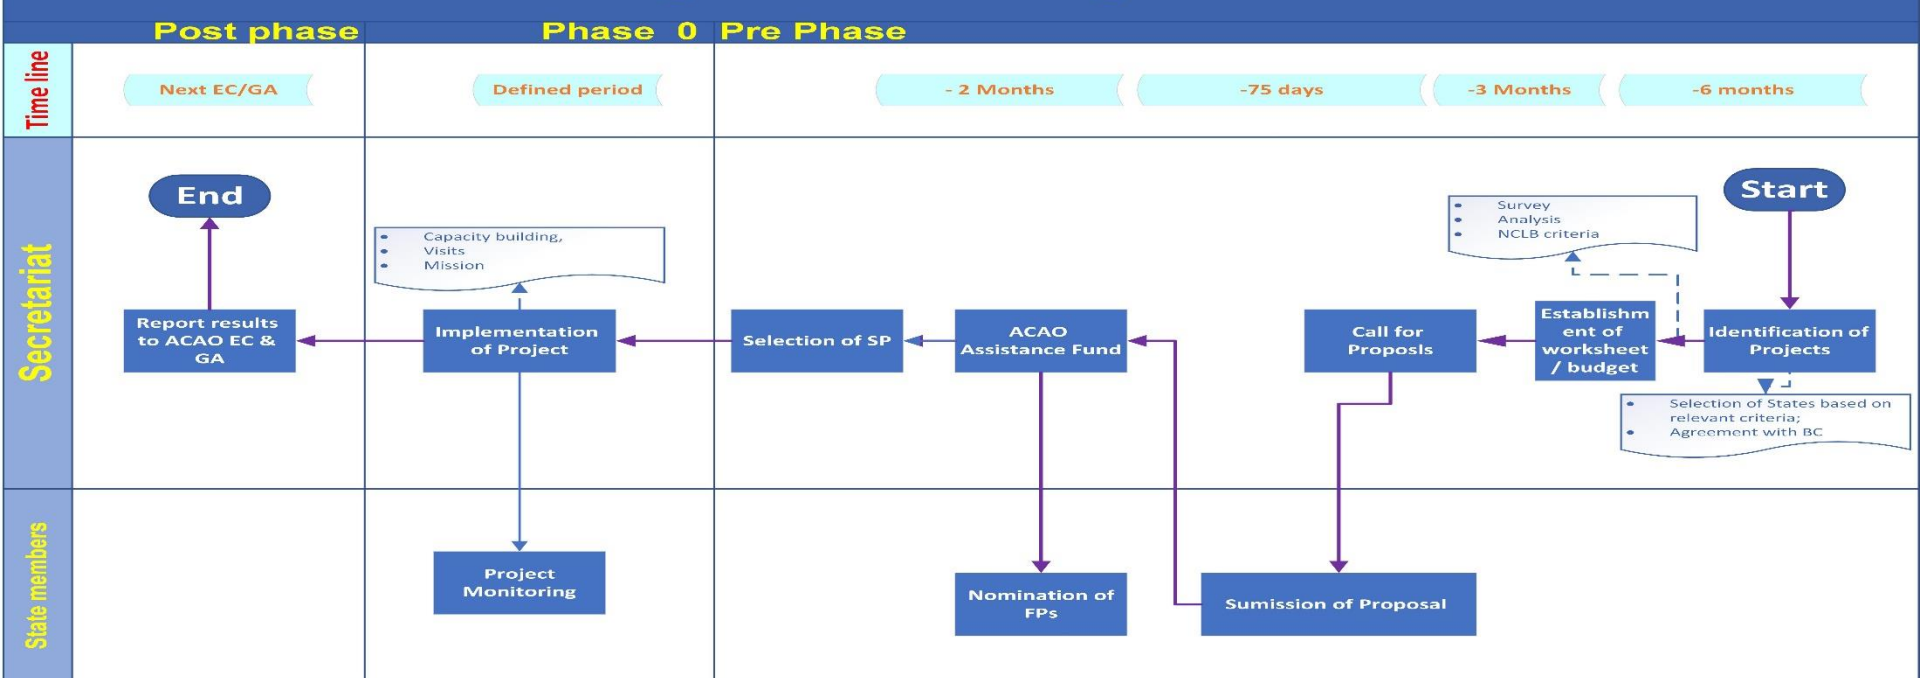 Post phase
Phase 0
Pre Phase
Time line
Next EC/GA
Defined period
- 2 Months
-75 days
-3 Months
-6 months
Secretariat
End
Start
• Capacity building,
• Visits
• Mission
• Survey
• Analysis
• NCLB criteria
Report results
to ACAO EC &
GA
Implementation
of Project
Selection of SP
ACAO
Assistance Fund
Call for
Proposls
Establishm
ent of
worksheet
/ budget
Identification of
Projects
• Selection of States based on
relevant criteria;
• Agreement with BC
State members
Project
Monitoring
Nomination of
FPs
Sumission of Proposal